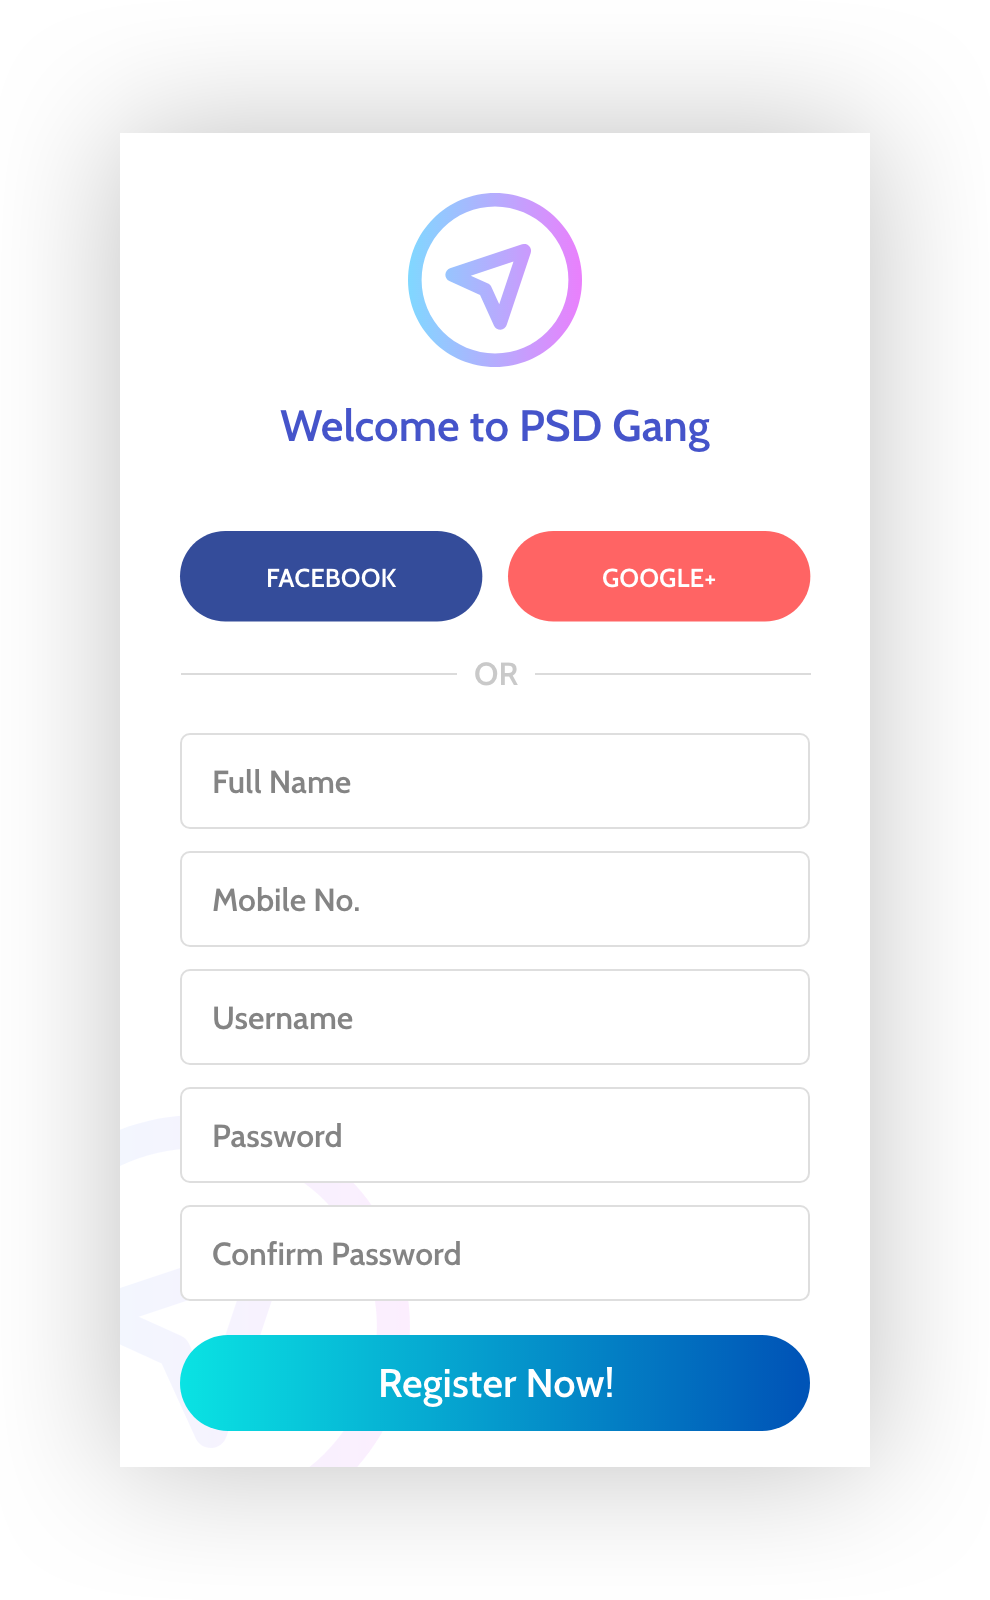 Welcome to PSD Gang
FACEBOOK
GOOGLE+
OR
Full Name
Mobile No.
Username
Password
Confirm Password
Register Now!